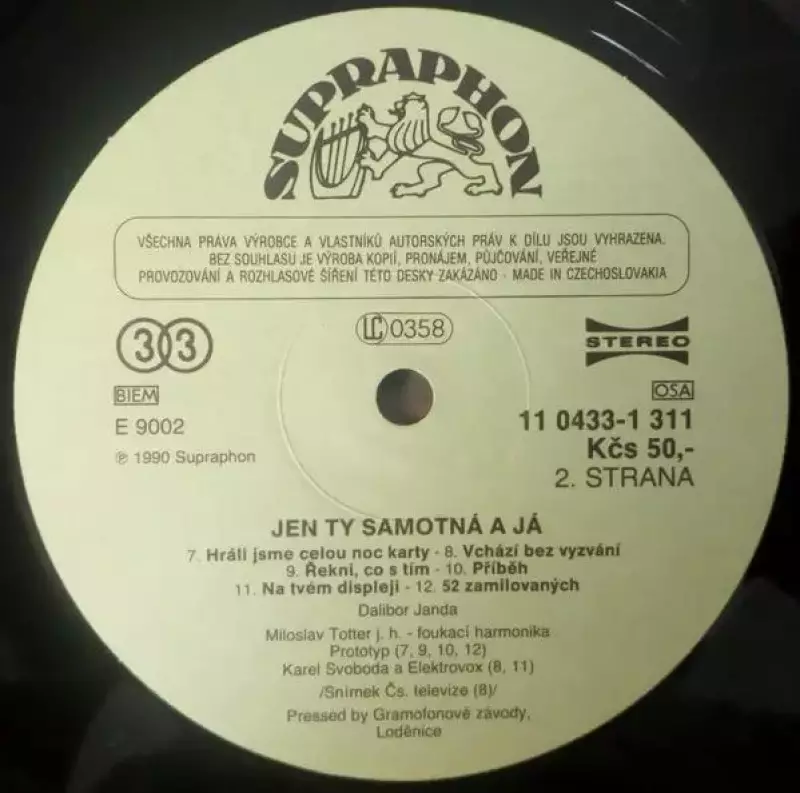 SUPRAPHON
VŠECHNA PRÁVA VÝROBCE A VLASTNÍKŮ AUTORSKÝCH PRÁV K DÍLU JSOU VYHRAZENA.
BEZ SOUHLASU JE VÝROBA KOPIÍ, PRONÁJEM, PŮJČOVÁNÍ, VEŘEJNÉ
PROVOZOVÁNÍ A ROZHLASOVÉ ŠÍŘENÍ TÉTO DESKY ZAKÁZÁNO - MADE IN CZECHOSLOVAKIA
33
LC 0358
STEREO
BIEM
OSA
E 9002
11 0433-1 311
Kčs 50,-
℗ 1990 Supraphon
2. STRANA
JEN TY SAMOTNÁ A JÁ
7. Hráli jsme celou noc karty - 8. Vchází bez vyzvání
9. Řekni, co s tím - 10. Příběh
11. Na tvém displeji - 12. 52 zamilovaných
Dalibor Janda
Miloslav Totter j. h. - foukací harmonika
Prototyp (7, 9, 10, 12)
Karel Svoboda a Elektrovox (8, 11)
/Snímek Čs. televize (8)/
Pressed by Gramofonové závody,
Loděnice